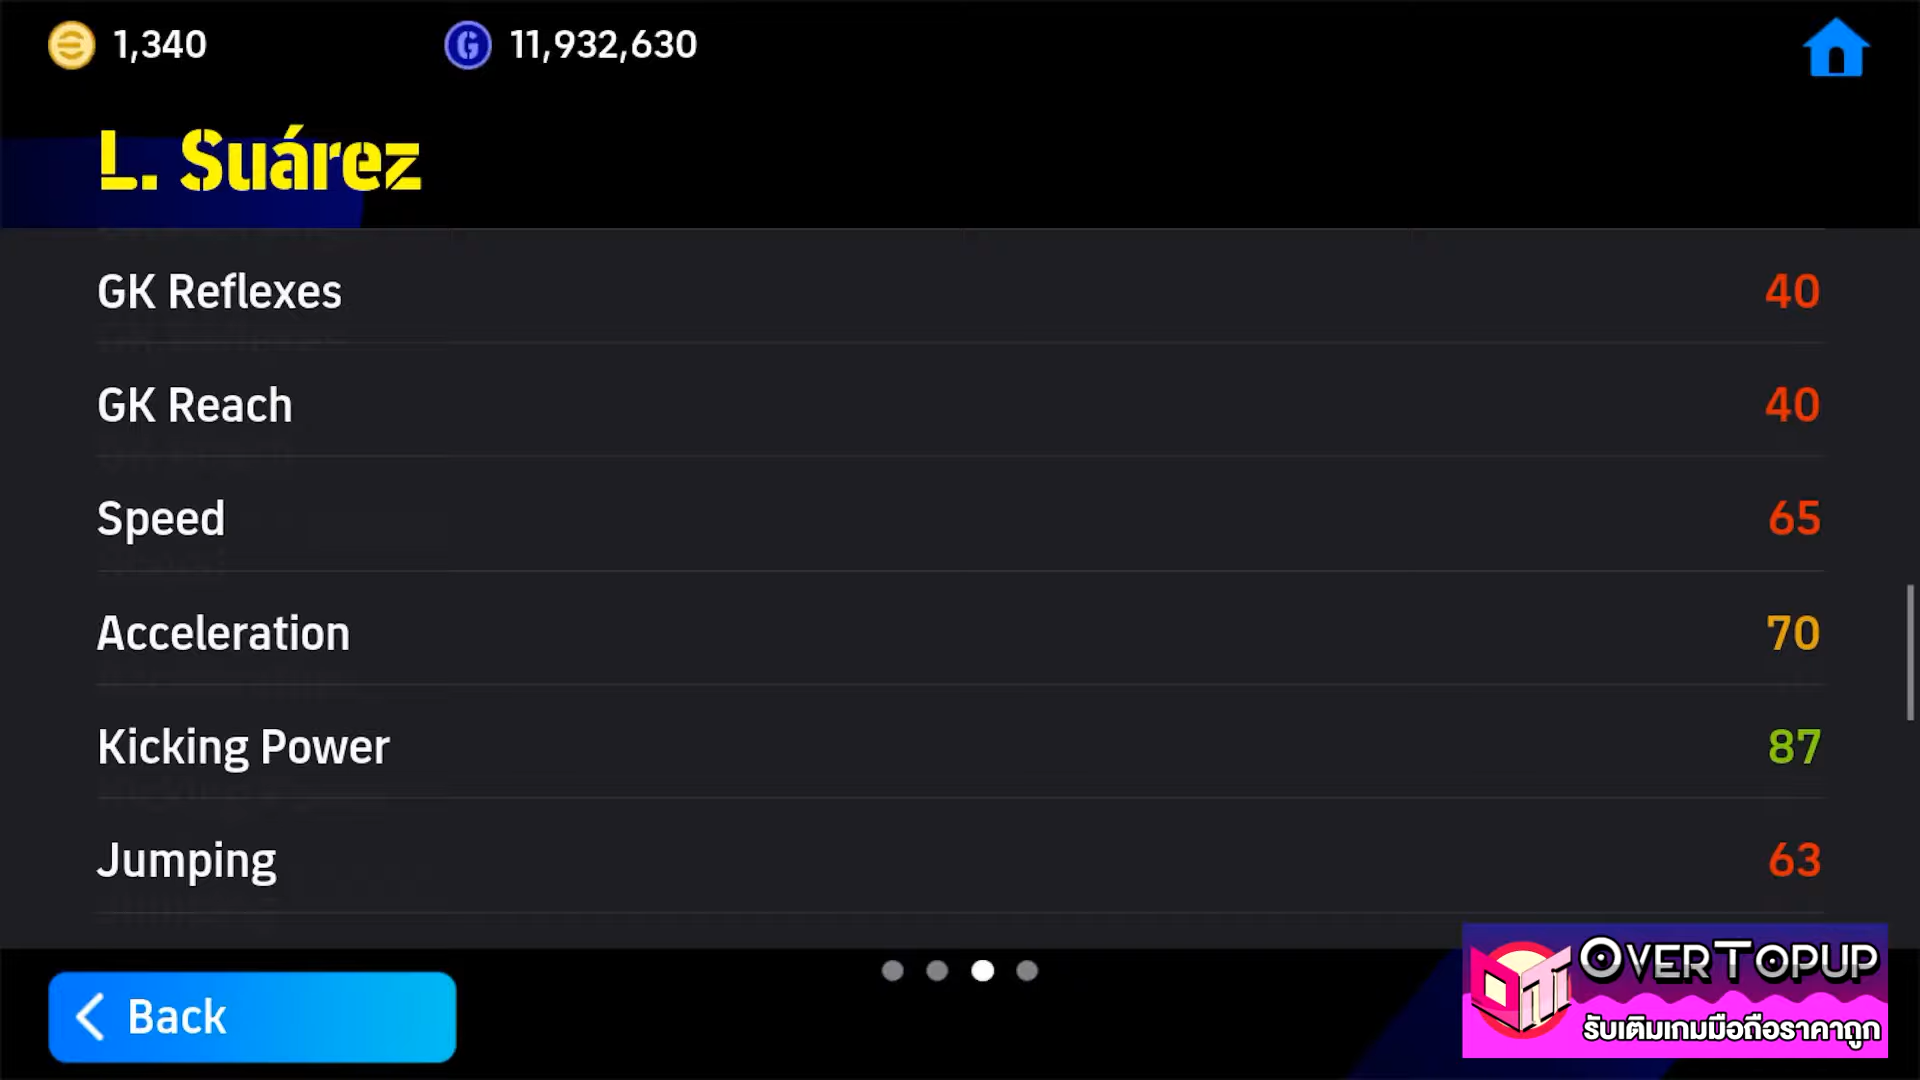 1,340
11,932,630
L. Suárez
GK Reflexes 40
GK Reach 40
Speed 65
Acceleration 70
Kicking Power 87
Jumping 63
Back
OVERTOPUP
รับเติมเกมมือถือราคาถูก